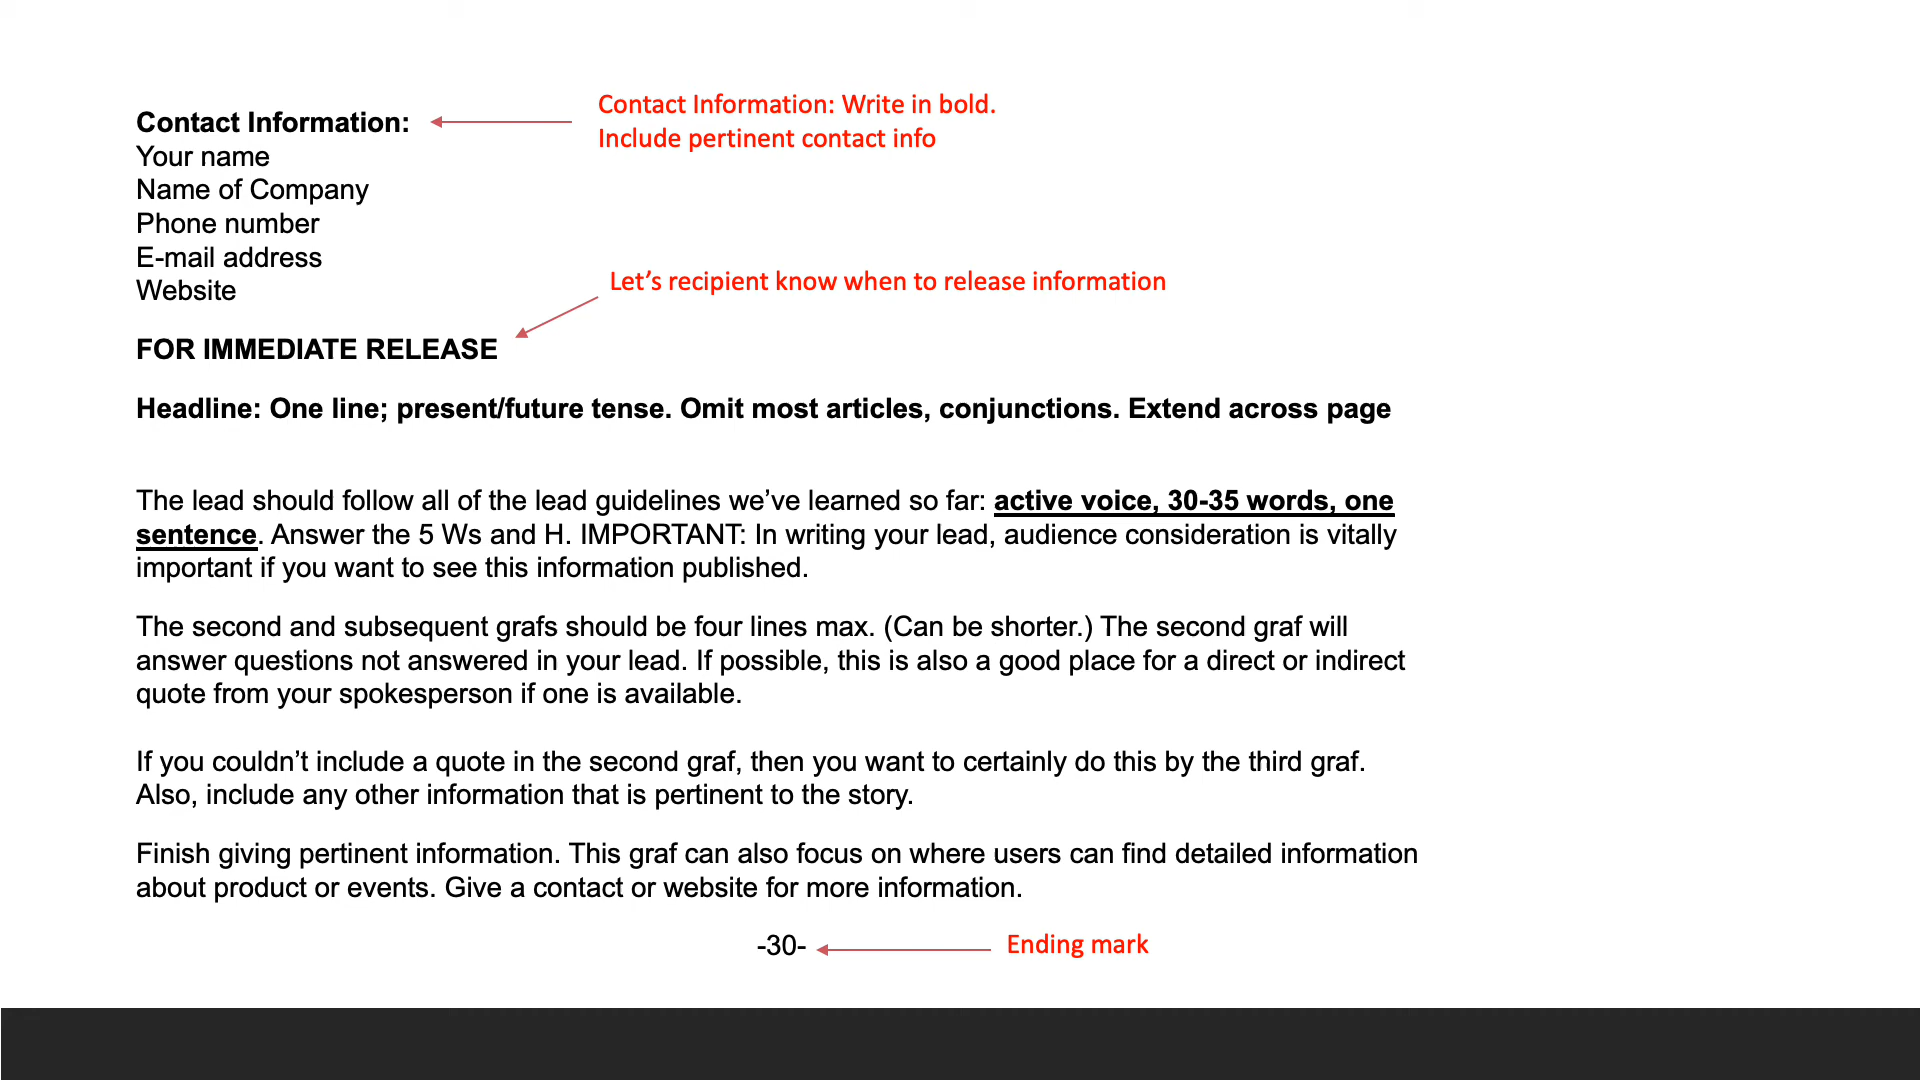 Contact Information:
Contact Information: Write in bold.
Include pertinent contact info
Your name
Name of Company
Phone number
E-mail address
Website
Let’s recipient know when to release information
FOR IMMEDIATE RELEASE
Headline: One line; present/future tense. Omit most articles, conjunctions. Extend across page
The lead should follow all of the lead guidelines we’ve learned so far: active voice, 30-35 words, one
sentence. Answer the 5 Ws and H. IMPORTANT: In writing your lead, audience consideration is vitally
important if you want to see this information published.
The second and subsequent grafs should be four lines max. (Can be shorter.) The second graf will
answer questions not answered in your lead. If possible, this is also a good place for a direct or indirect
quote from your spokesperson if one is available.
If you couldn’t include a quote in the second graf, then you want to certainly do this by the third graf.
Also, include any other information that is pertinent to the story.
Finish giving pertinent information. This graf can also focus on where users can find detailed information
about product or events. Give a contact or website for more information.
-30-
Ending mark